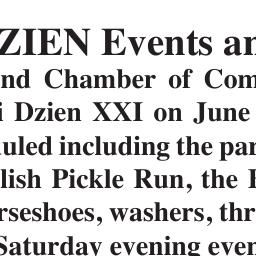 ZIEN Events an
nd Chamber of Com
i Dzien XXI on June
uled including the par
lish Pickle Run, the
rseshoes, washers, thr
Saturday evening even